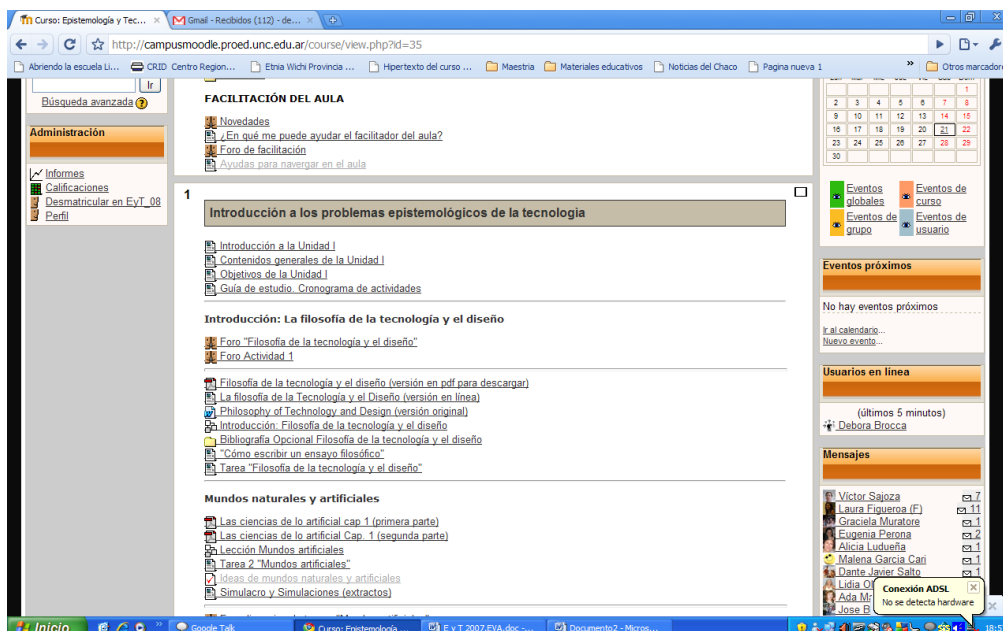 Curso: Epistemología y Tec...
Gmail - Recibidos (112) - de...
http://campusmoodle.proed.unc.edu.ar/course/view.php?id=35
Abriendo la escuela Li...
CRID Centro Region...
Etnia Wichi Provincia ...
Hipertexto del curso ...
Maestria
Materiales educativos
Noticias del Chaco
Pagina nueva 1
»
Otros marcadore
Ir
Búsqueda avanzada
Administración
Informes
Calificaciones
Desmatricular en EyT_08
Perfil
FACILITACIÓN DEL AULA
Novedades
¿En qué me puede ayudar el facilitador del aula?
Foro de facilitación
Ayudas para navergar en el aula
1
Introducción a los problemas epistemológicos de la tecnologia
Introducción a la Unidad I
Contenidos generales de la Unidad I
Objetivos de la Unidad I
Guía de estudio. Cronograma de actividades
Introducción: La filosofía de la tecnología y el diseño
Foro "Filosofía de la tecnología y el diseño"
Foro Actividad 1
Filosofía de la tecnología y el diseño (versión en pdf para descargar)
La filosofía de la Tecnología y el Diseño (versión en línea)
Philosophy of Technology and Design (versión original)
Introducción: Filosofía de la tecnología y el diseño
Bibliografía Opcional Filosofía de la tecnología y el diseño
"Cómo escribir un ensayo filosófico"
Tarea "Filosofía de la tecnología y el diseño"
Mundos naturales y artificiales
Las ciencias de lo artificial cap 1 (primera parte)
Las ciencias de lo artificial Cap. 1 (segunda parte)
Lección Mundos artificiales
Tarea 2 "Mundos artificiales"
Ideas de mundos naturales y artificiales
Simulacro y Simulaciones (extractos)
1
2 3 4 5 6 7 8
9 10 11 12 13 14 15
16 17 18 19 20 21 22
23 24 25 26 27 28 29
30
Eventos globales
Eventos de curso
Eventos de grupo
Eventos de usuario
Eventos próximos
No hay eventos próximos
Ir al calendario...
Nuevo evento...
Usuarios en línea
(últimos 5 minutos)
Debora Brocca
Mensajes
Víctor Sajoza 7
Laura Figueroa (F) 11
Graciela Muratore 1
Eugenia Perona 2
Alicia Ludueña 1
Malena Garcia Cari 1
Dante Javier Salto 1
Lidia
Ada
Jose B
Conexión ADSL
No se detecta hardware
Inicio
»
Google Talk
Curso: Epistemología ...
E y T 2007.EVA.doc -...
Documento2 - Micros...